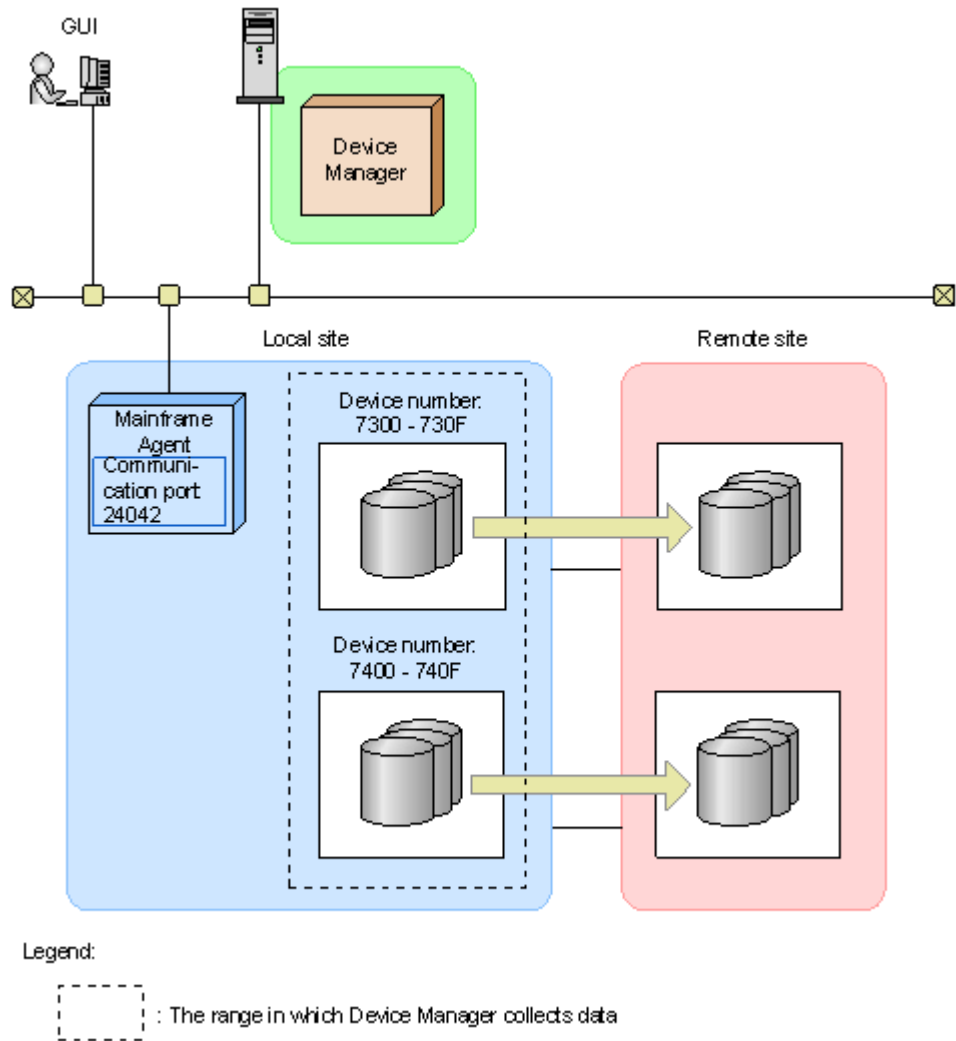 GUI
Device
Manager
Local site
Remote site
Mainframe
Agent
Communi-
cation port
24042
Device number:
7300 - 730F
Device number:
7400 - 740F
Legend:
: The range in which Device Manager collects data